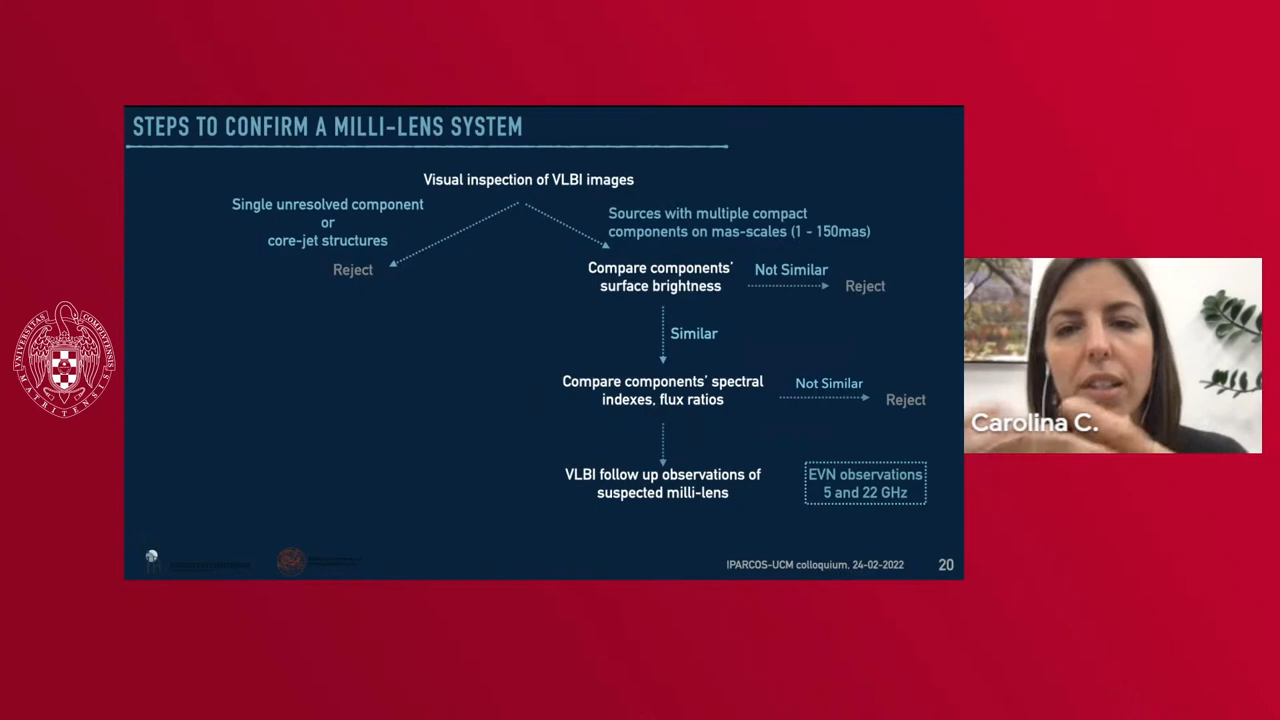 STEPS TO CONFIRM A MILLI-LENS SYSTEM
Visual inspection of VLBI images
Single unresolved component
or
core-jet structures
Reject
Sources with multiple compact
components on mas-scales (1 - 150mas)
Compare components’
surface brightness
Not Similar
Reject
Similar
Compare components’ spectral
indexes, flux ratios
Not Similar
Reject
VLBI follow up observations of
suspected milli-lens
EVN observations
5 and 22 GHz
IPARCOS-UCM colloquium, 24-02-2022
20
Carolina C.
VNIVERSITAS COMPLVTENSIS
MATRITENSIS